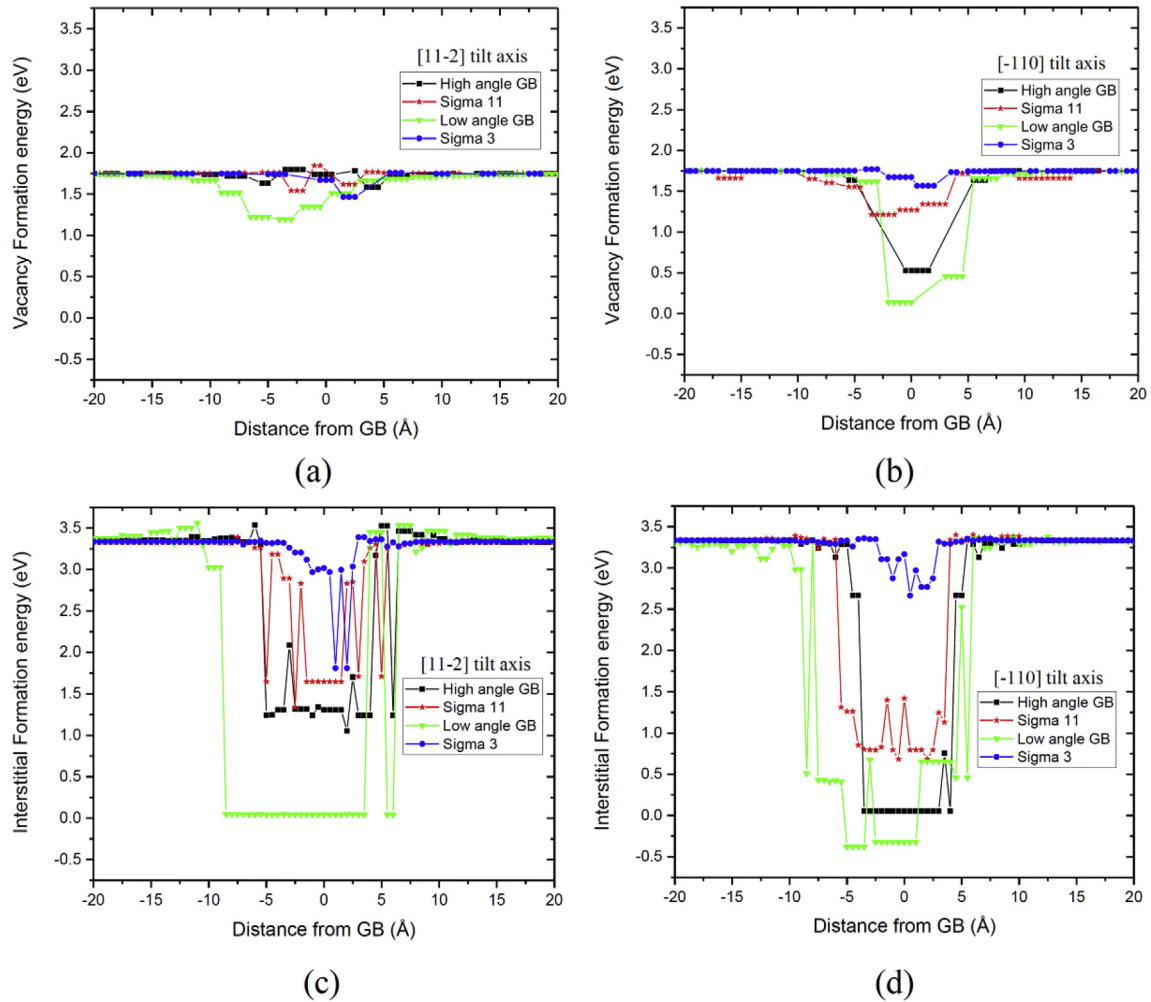 3.5
3.0
2.5
2.0
1.5
1.0
0.5
0.0
-0.5
Vacancy Formation energy (eV)
[11-2] tilt axis
High angle GB
Sigma 11
Low angle GB
Sigma 3
-20 -15 -10 -5 0 5 10 15 20
Distance from GB (Å)
(a)
3.5
3.0
2.5
2.0
1.5
1.0
0.5
0.0
-0.5
Vacancy Formation energy (eV)
[-110] tilt axis
High angle GB
Sigma 11
Low angle GB
Sigma 3
-20 -15 -10 -5 0 5 10 15 20
Distance from GB (Å)
(b)
3.5
3.0
2.5
2.0
1.5
1.0
0.5
0.0
-0.5
Interstitial Formation energy (eV)
[11-2] tilt axis
High angle GB
Sigma 11
Low angle GB
Sigma 3
-20 -15 -10 -5 0 5 10 15 20
Distance from GB (Å)
(c)
3.5
3.0
2.5
2.0
1.5
1.0
0.5
0.0
-0.5
Interstitial Formation energy (eV)
[-110] tilt axis
High angle GB
Sigma 11
Low angle GB
Sigma 3
-20 -15 -10 -5 0 5 10 15 20
Distance from GB (Å)
(d)